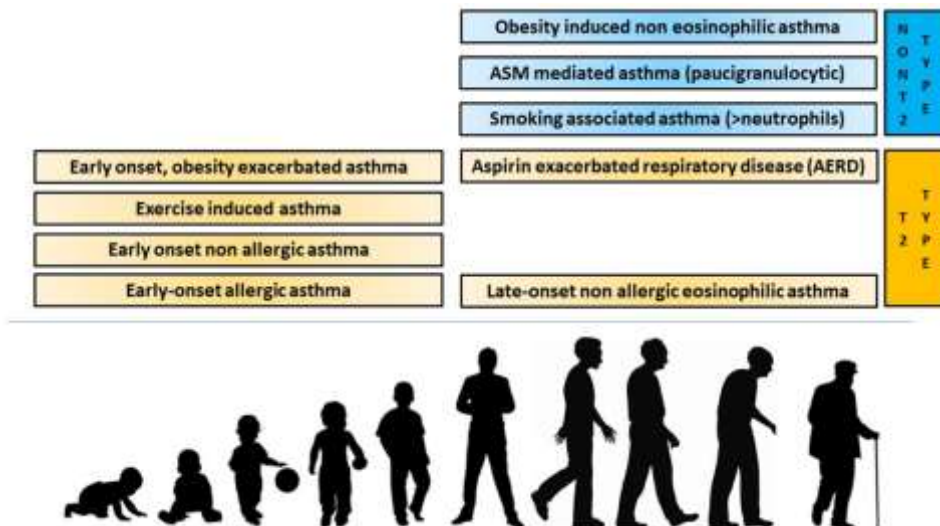 Obesity induced non eosinophilic asthma
ASM mediated asthma (paucigranulocytic)
Smoking associated asthma (>neutrophils)
NONT2
TYPE
Early onset, obesity exacerbated asthma
Aspirin exacerbated respiratory disease (AERD)
Exercise induced asthma
Early onset non allergic asthma
Early-onset allergic asthma
Late-onset non allergic eosinophilic asthma
T2
TYPE